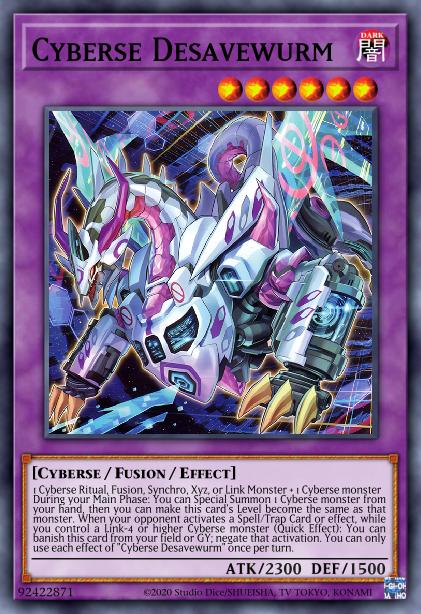 Cyberse Desavewurm
DARK
闇
[Cyberse / Fusion / Effect]
1 Cyberse Ritual, Fusion, Synchro, Xyz, or Link Monster + 1 Cyberse monster
During your Main Phase: You can Special Summon 1 Cyberse monster from
your hand, then you can make this card's Level become the same as that
monster. When your opponent activates a Spell/Trap Card or effect, while
you control a Link-4 or higher Cyberse monster (Quick Effect): You can
banish this card from your field or GY; negate that activation. You can only
use each effect of "Cyberse Desavewurm" once per turn.
ATK/2300 DEF/1500
92422871
©2020 Studio Dice/SHUEISHA, TV TOKYO, KONAMI